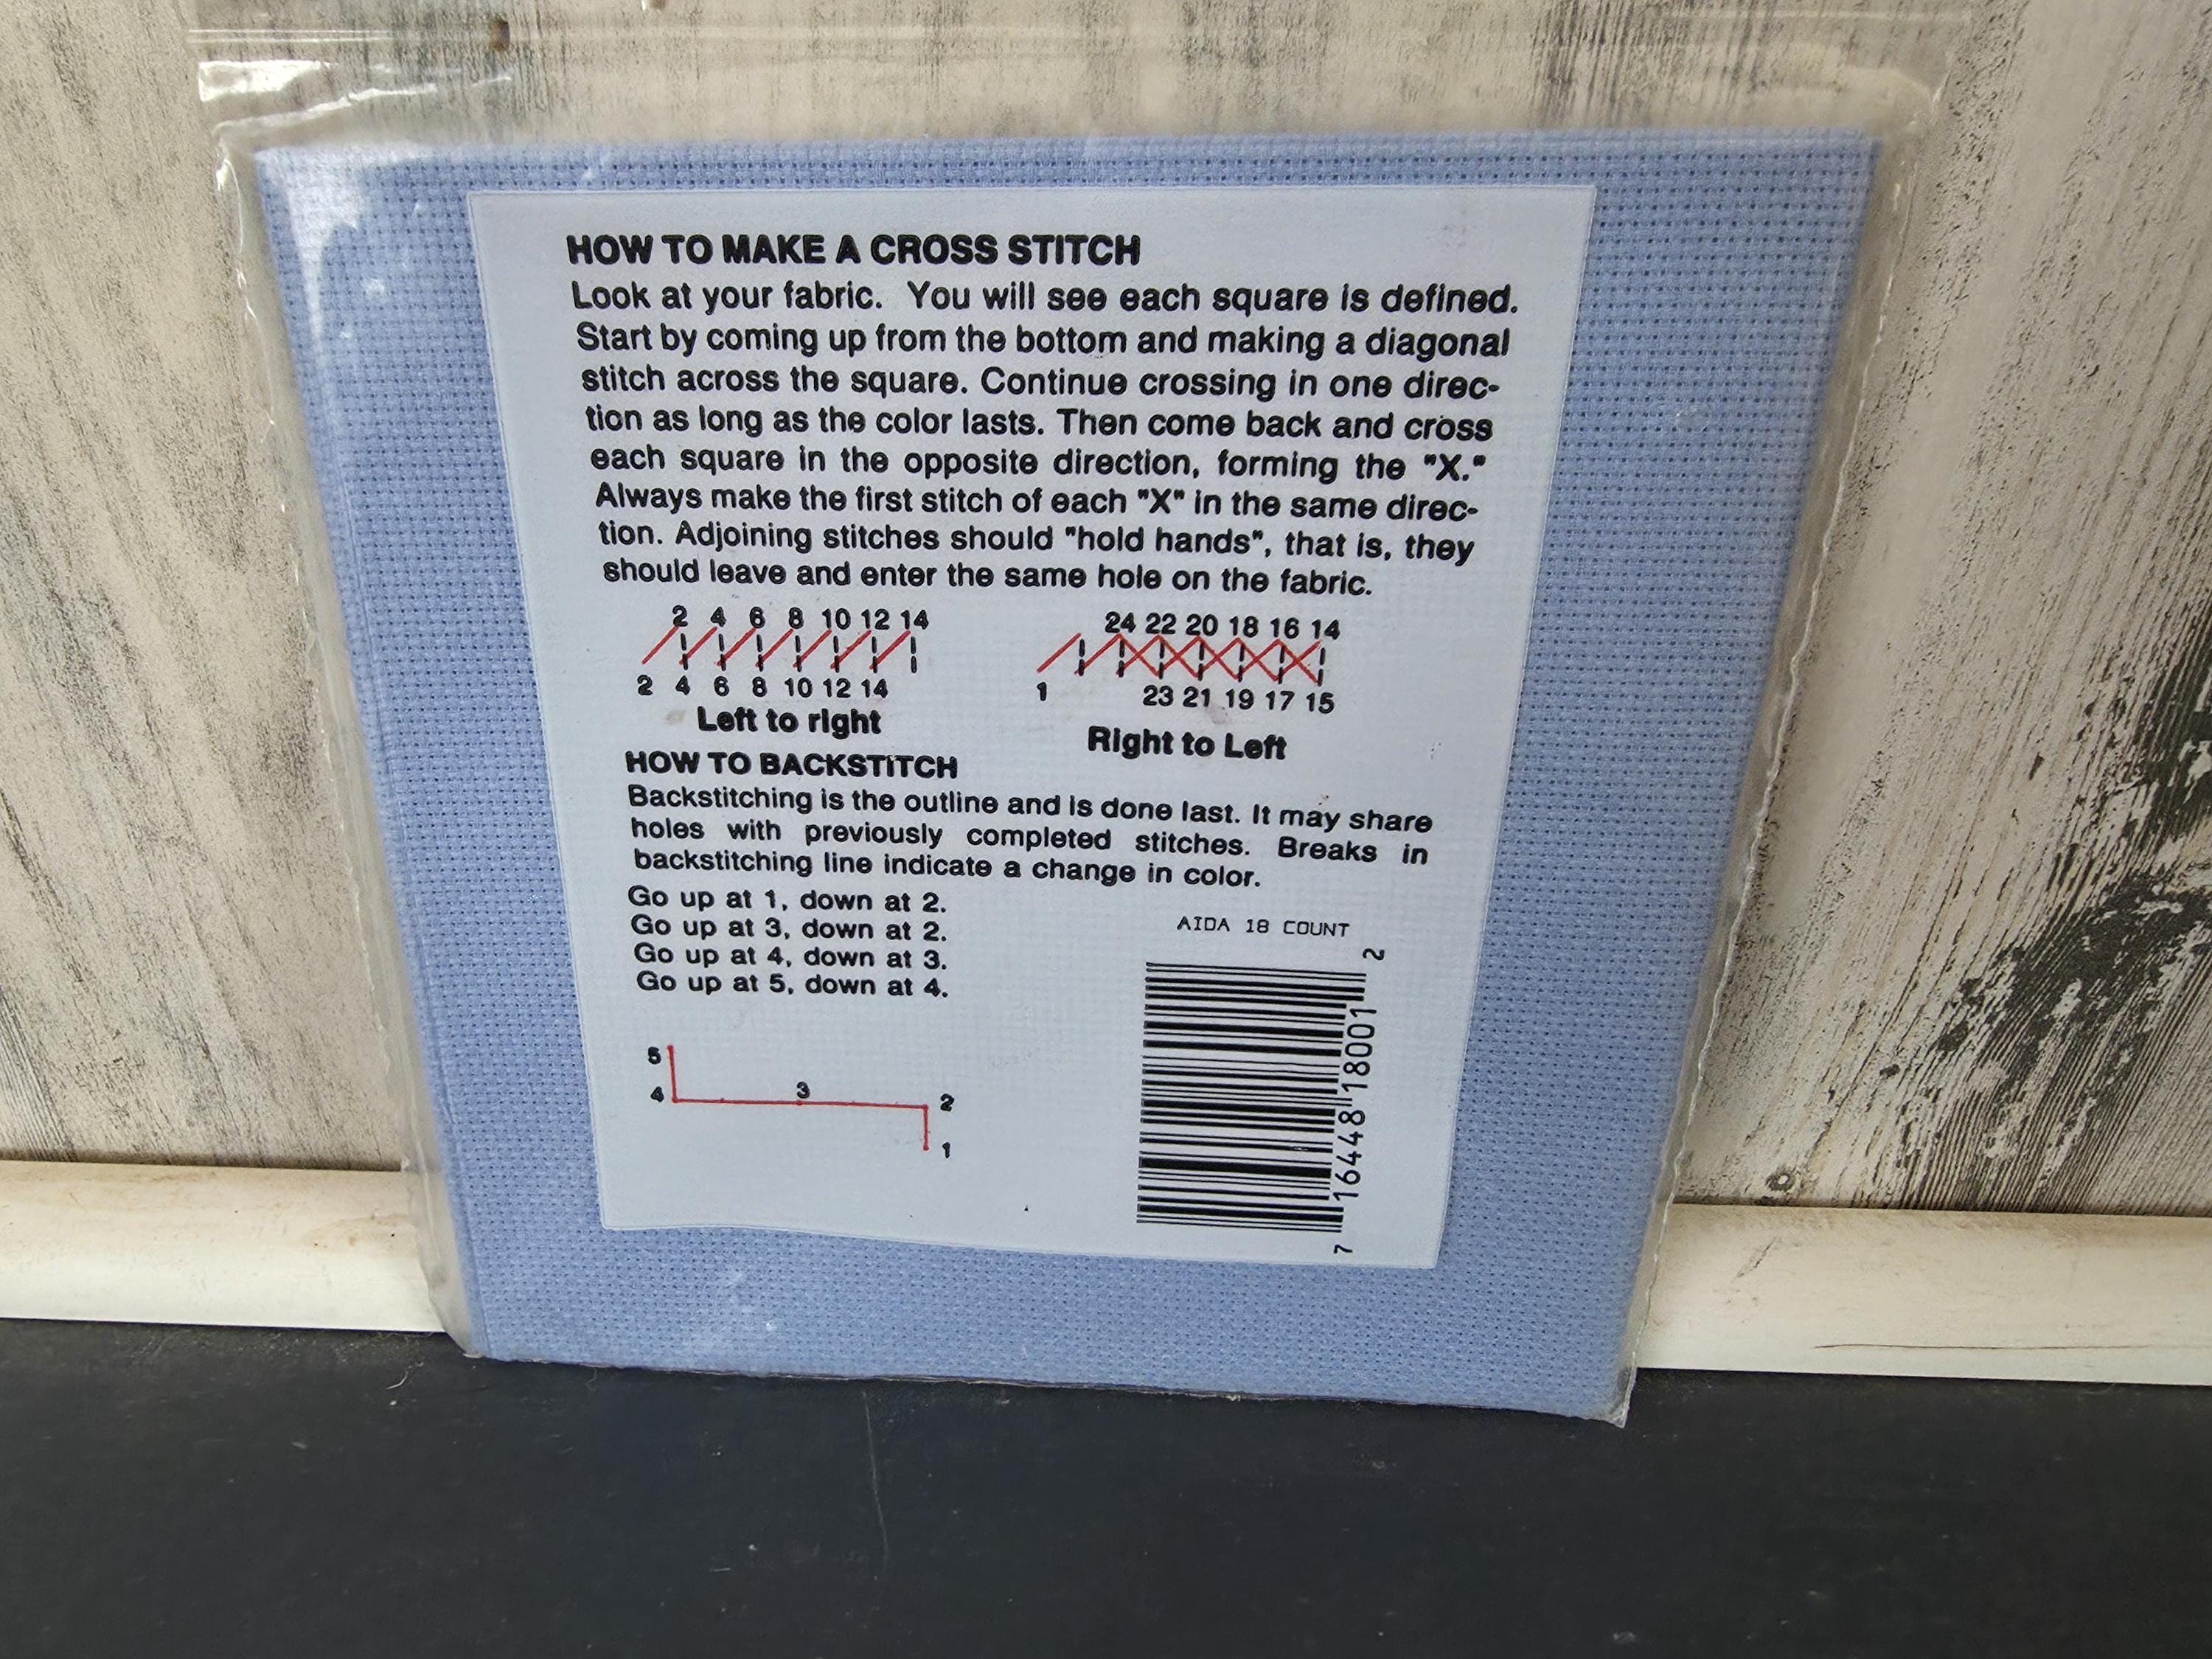 HOW TO MAKE A CROSS STITCH
Look at your fabric. You will see each square is defined.
Start by coming up from the bottom and making a diagonal
stitch across the square. Continue crossing in one direc-
tion as long as the color lasts. Then come back and cross
each square in the opposite direction, forming the "X."
Always make the first stitch of each "X" in the same direc-
tion. Adjoining stitches should "hold hands", that is, they
should leave and enter the same hole on the fabric.
2 4 6 8 10 12 14
2 4 6 8 10 12 14
Left to right
24 22 20 18 16 14
1 23 21 19 17 15
Right to Left
HOW TO BACKSTITCH
Backstitching is the outline and is done last. It may share
holes with previously completed stitches. Breaks in
backstitching line indicate a change in color.
Go up at 1, down at 2.
Go up at 3, down at 2.
Go up at 4, down at 3.
Go up at 5, down at 4.
5
4 3 2
1
AIDA 18 COUNT
7 16448 18001 2